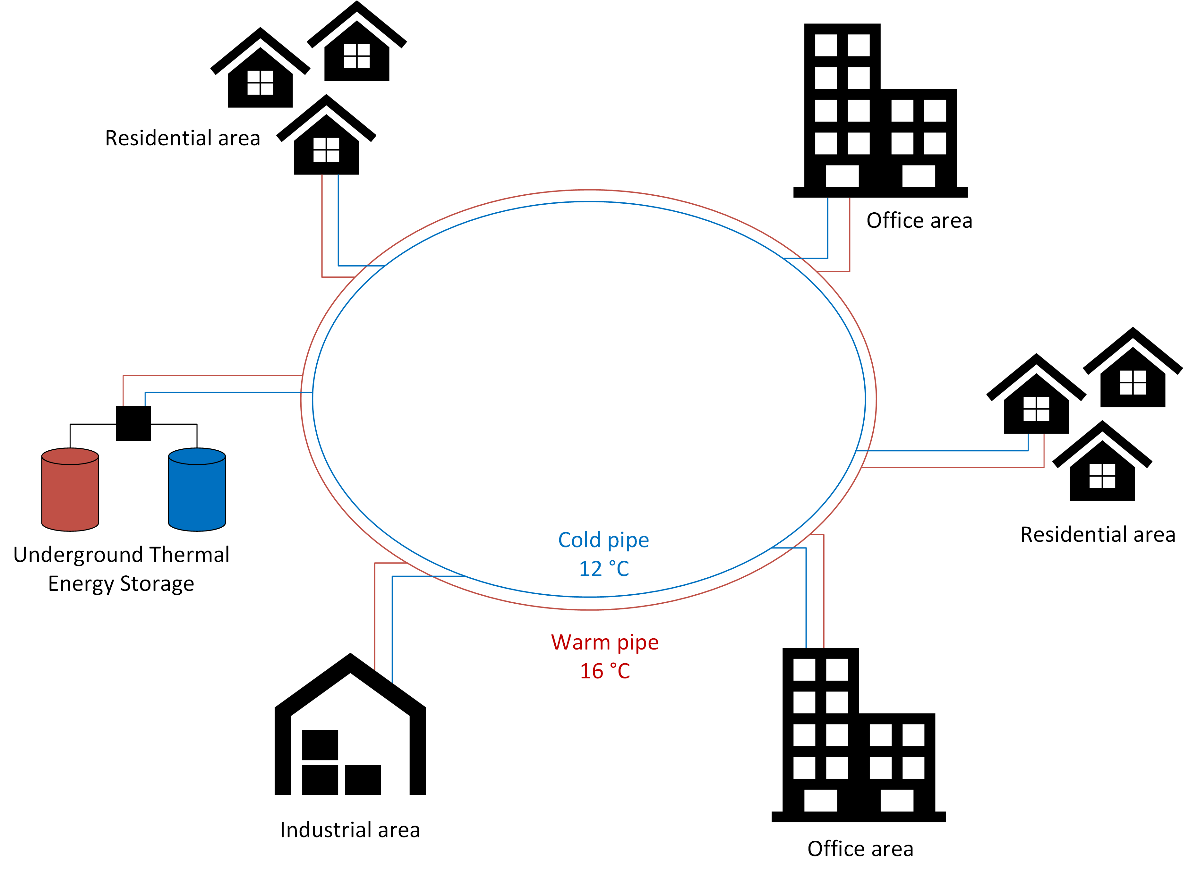 Residential area
Office area
Underground Thermal
Energy Storage
Residential area
Cold pipe
12 °C
Warm pipe
16 °C
Industrial area
Office area